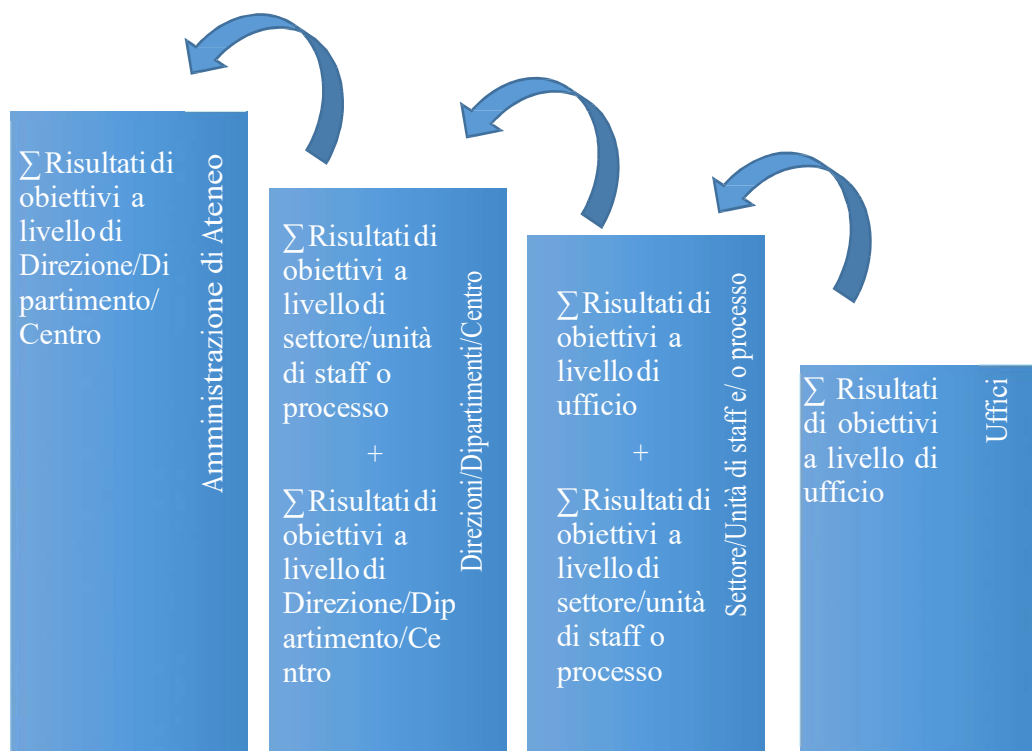 ∑ Risultati di
obiettivi a
livello di
Direzione/Di
partimento/
Centro
Amministrazione di Ateneo
∑ Risultati di
obiettivi a
livello di
settore/unità
di staff o
processo
+
∑ Risultati di
obiettivi a
livello di
Direzione/Dip
artimento/Ce
ntro
Direzioni/Dipartimenti/Centro
∑ Risultati di
obiettivi a
livello di
ufficio
+
∑ Risultati di
obiettivi a
livello di
settore/unità
di staff o
processo
Settore/Unità di staff e/ o processo
∑ Risultati
di obiettivi
a livello di
ufficio
Uffici